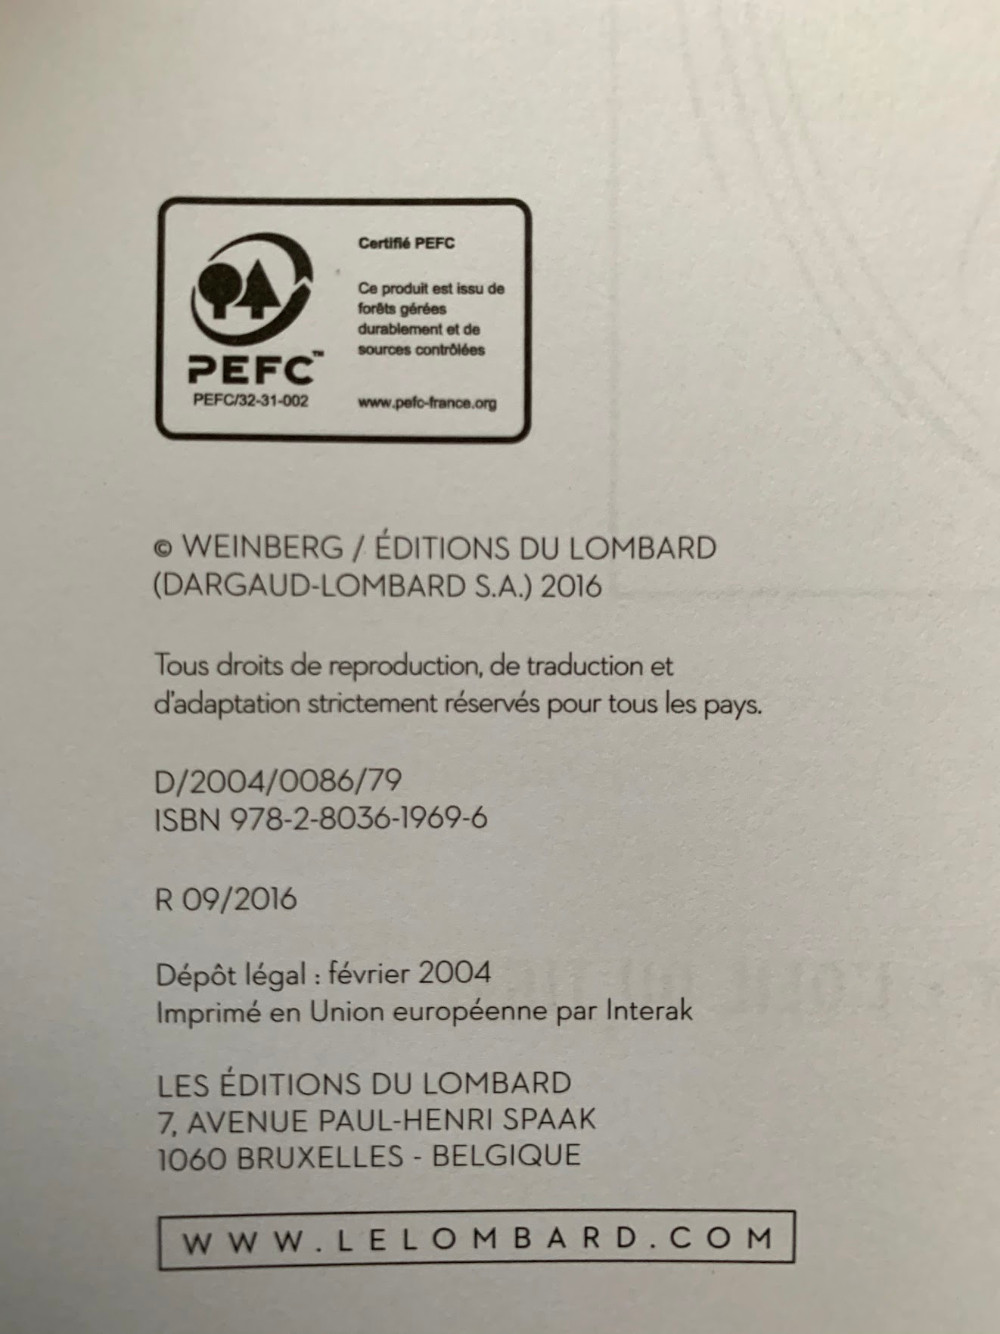 Certifié PEFC
Ce produit est issu de
forêts gérées
durablement et de
sources contrôlées
www.pefc-france.org
PEFC™
PEFC/32-31-002
© WEINBERG / ÉDITIONS DU LOMBARD
(DARGAUD-LOMBARD S.A.) 2016
Tous droits de reproduction, de traduction et
d'adaptation strictement réservés pour tous les pays.
D/2004/0086/79
ISBN 978-2-8036-1969-6
R 09/2016
Dépôt légal : février 2004
Imprimé en Union européenne par Interak
LES ÉDITIONS DU LOMBARD
7, AVENUE PAUL-HENRI SPAAK
1060 BRUXELLES - BELGIQUE
WWW.LELOMBARD.COM